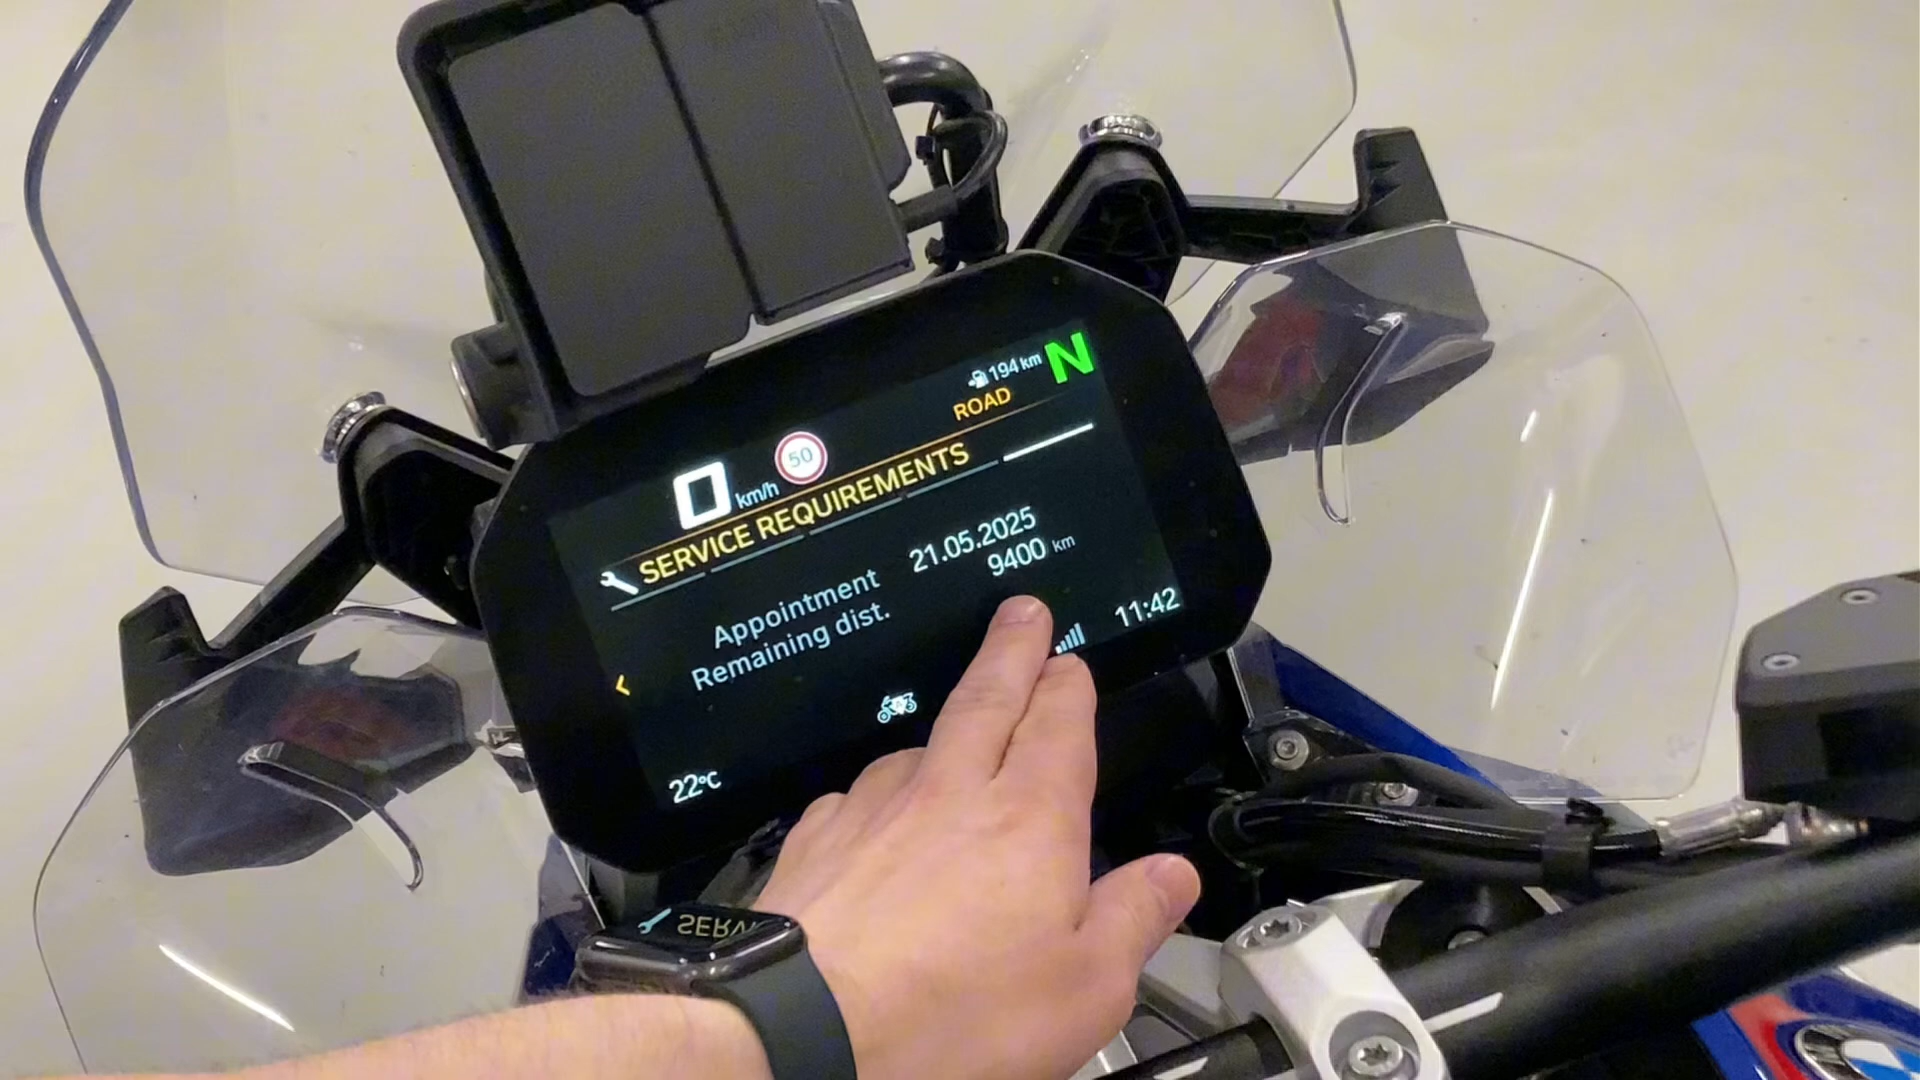 194 km N
ROAD
0 km/h 50
SERVICE REQUIREMENTS
Appointment 21.05.2025
Remaining dist. 9400 km
22°C 11:42
SERV